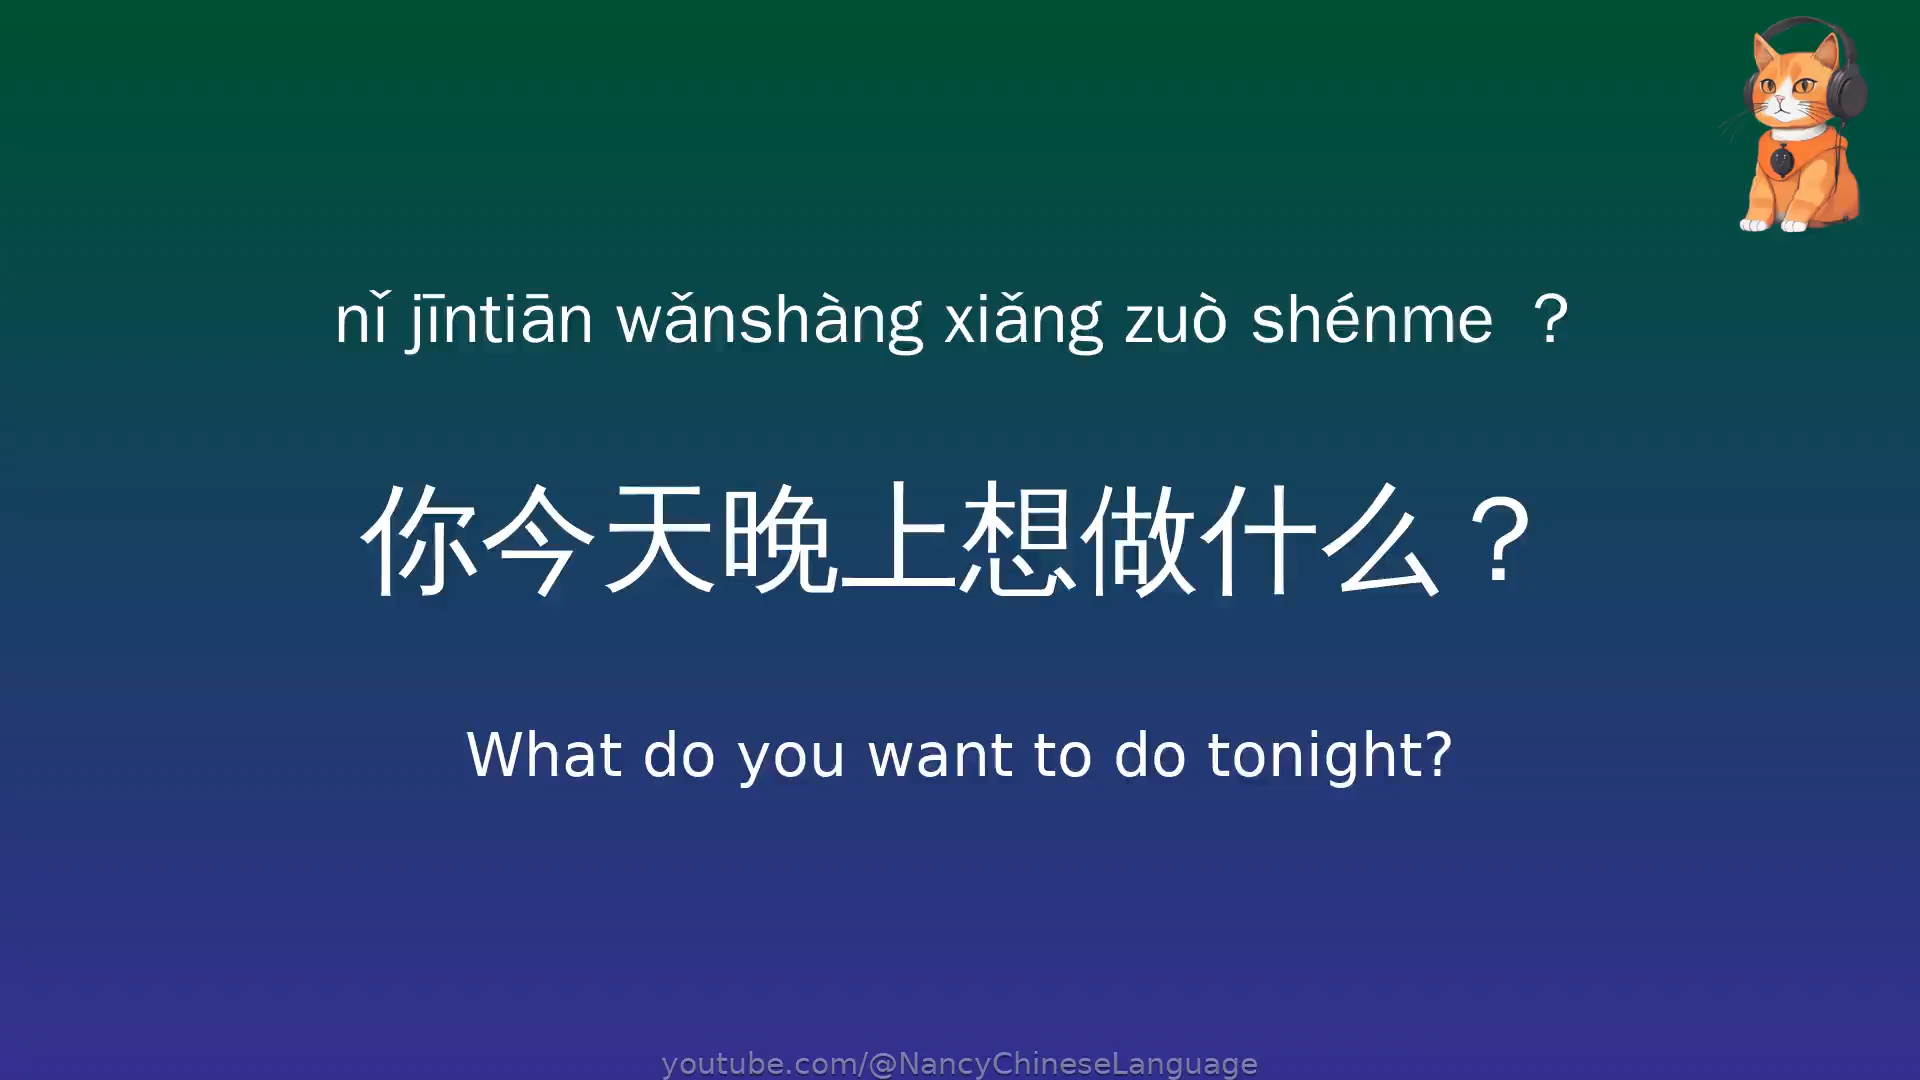 nǐ jīntiān wǎnshàng xiǎng zuò shénme ？
你今天晚上想做什么？
What do you want to do tonight?
youtube.com/@NancyChineseLanguage